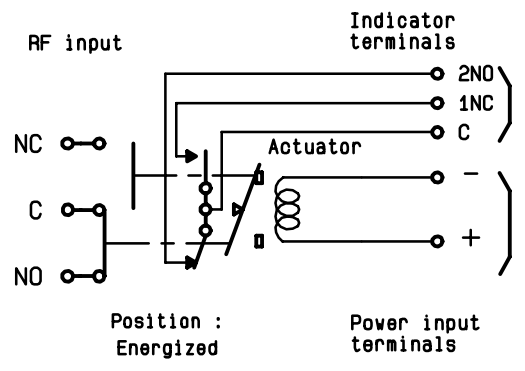 Indicator
terminals
RF input
2NO
1NC
C
Actuator
NC
C
NO
-
+
Position :
Energized
Power input
terminals